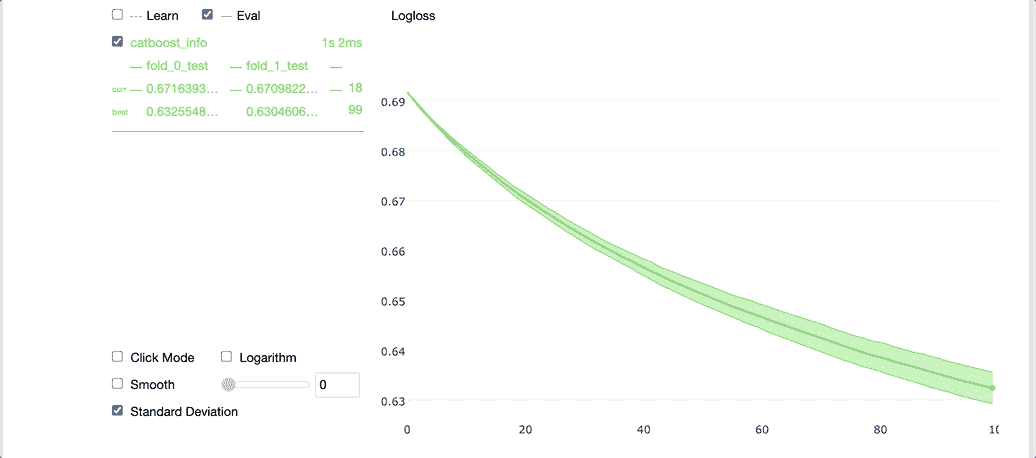 Learn Eval
catboost_info 1s 2ms
fold_0_test fold_1_test
curr 0.6716393... 0.6709822... 18
best 0.6325548... 0.6304606... 99
Click Mode Logarithm
Smooth 0
Standard Deviation
Logloss
0.69
0.68
0.67
0.66
0.65
0.64
0.63
0 20 40 60 80